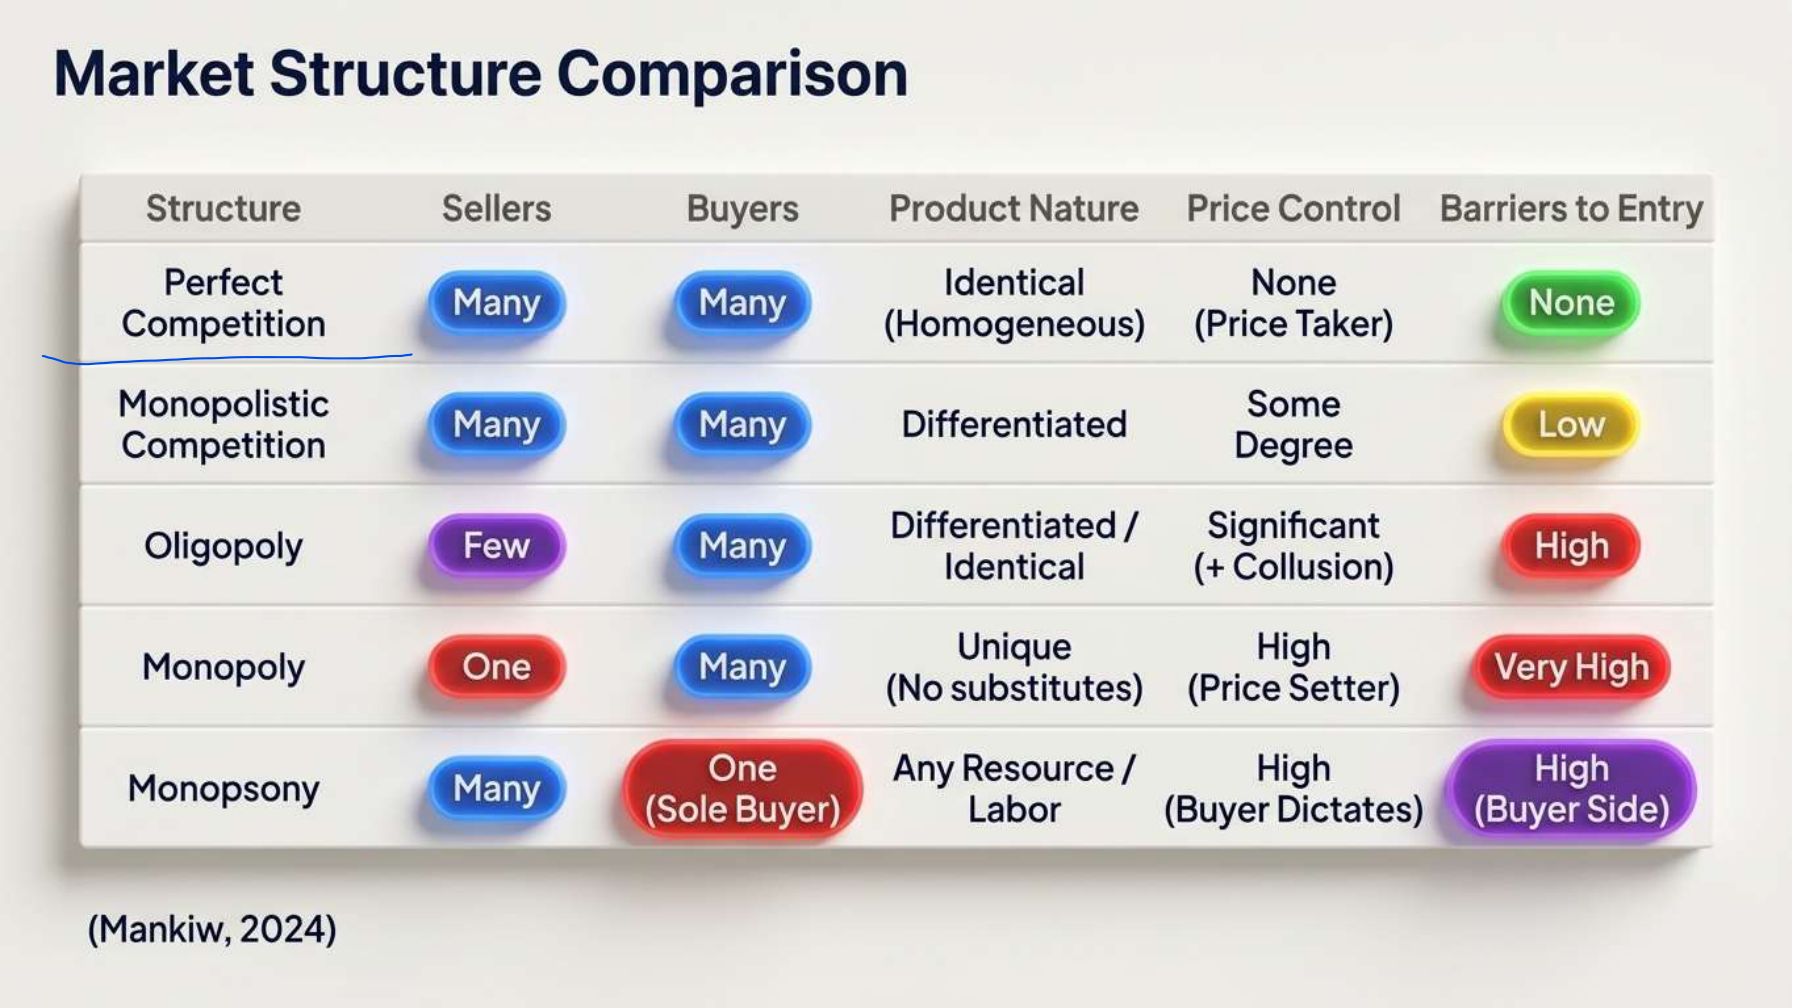 Market Structure Comparison
Structure Sellers Buyers Product Nature Price Control Barriers to Entry
Perfect Competition Many Many Identical (Homogeneous) None (Price Taker) None
Monopolistic Competition Many Many Differentiated Some Degree Low
Oligopoly Few Many Differentiated / Identical Significant (+ Collusion) High
Monopoly One Many Unique (No substitutes) High (Price Setter) Very High
Monopsony Many One (Sole Buyer) Any Resource / Labor High (Buyer Dictates) High (Buyer Side)
(Mankiw, 2024)